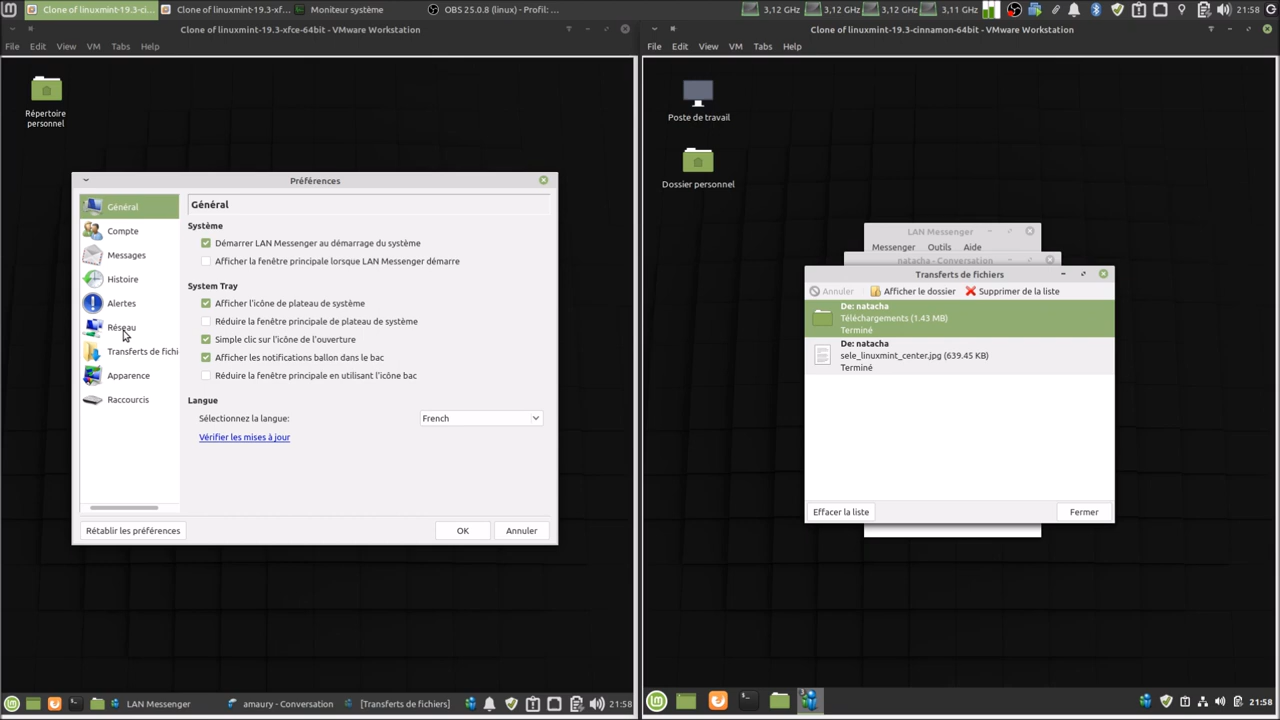 Clone of linuxmint-19.3-ci...
Clone of linuxmint-19.3-xf...
Moniteur système
OBS 25.0.8 (linux) - Profil: ...
3,12 GHz
3,12 GHz
3,12 GHz
3,11 GHz
21:58
Clone of linuxmint-19.3-xfce-64bit - VMware Workstation
File Edit View VM Tabs Help
Répertoire
personnel
Préférences
Général
Compte
Messages
Histoire
Alertes
Réseau
Transferts de fichi
Apparence
Raccourcis
Général
Système
Démarrer LAN Messenger au démarrage du système
Afficher la fenêtre principale lorsque LAN Messenger démarre
System Tray
Afficher l'icône de plateau de système
Réduire la fenêtre principale de plateau de système
Simple clic sur l'icône de l'ouverture
Afficher les notifications ballon dans le bac
Réduire la fenêtre principale en utilisant l'icône bac
Langue
Sélectionnez la langue:
French
Vérifier les mises à jour
Rétablir les préférences
OK
Annuler
LAN Messenger
amaury - Conversation
[Transferts de fichiers]
21:58
Clone of linuxmint-19.3-cinnamon-64bit - VMware Workstation
File Edit View VM Tabs Help
Poste de travail
Dossier personnel
LAN Messenger
Messenger Outils Aide
natacha - Conversation
Transferts de fichiers
Annuler
Afficher le dossier
Supprimer de la liste
De: natacha
Téléchargements (1.43 MB)
Terminé
De: natacha
sele_linuxmint_center.jpg (639.45 KB)
Terminé
Effacer la liste
Fermer
21:58